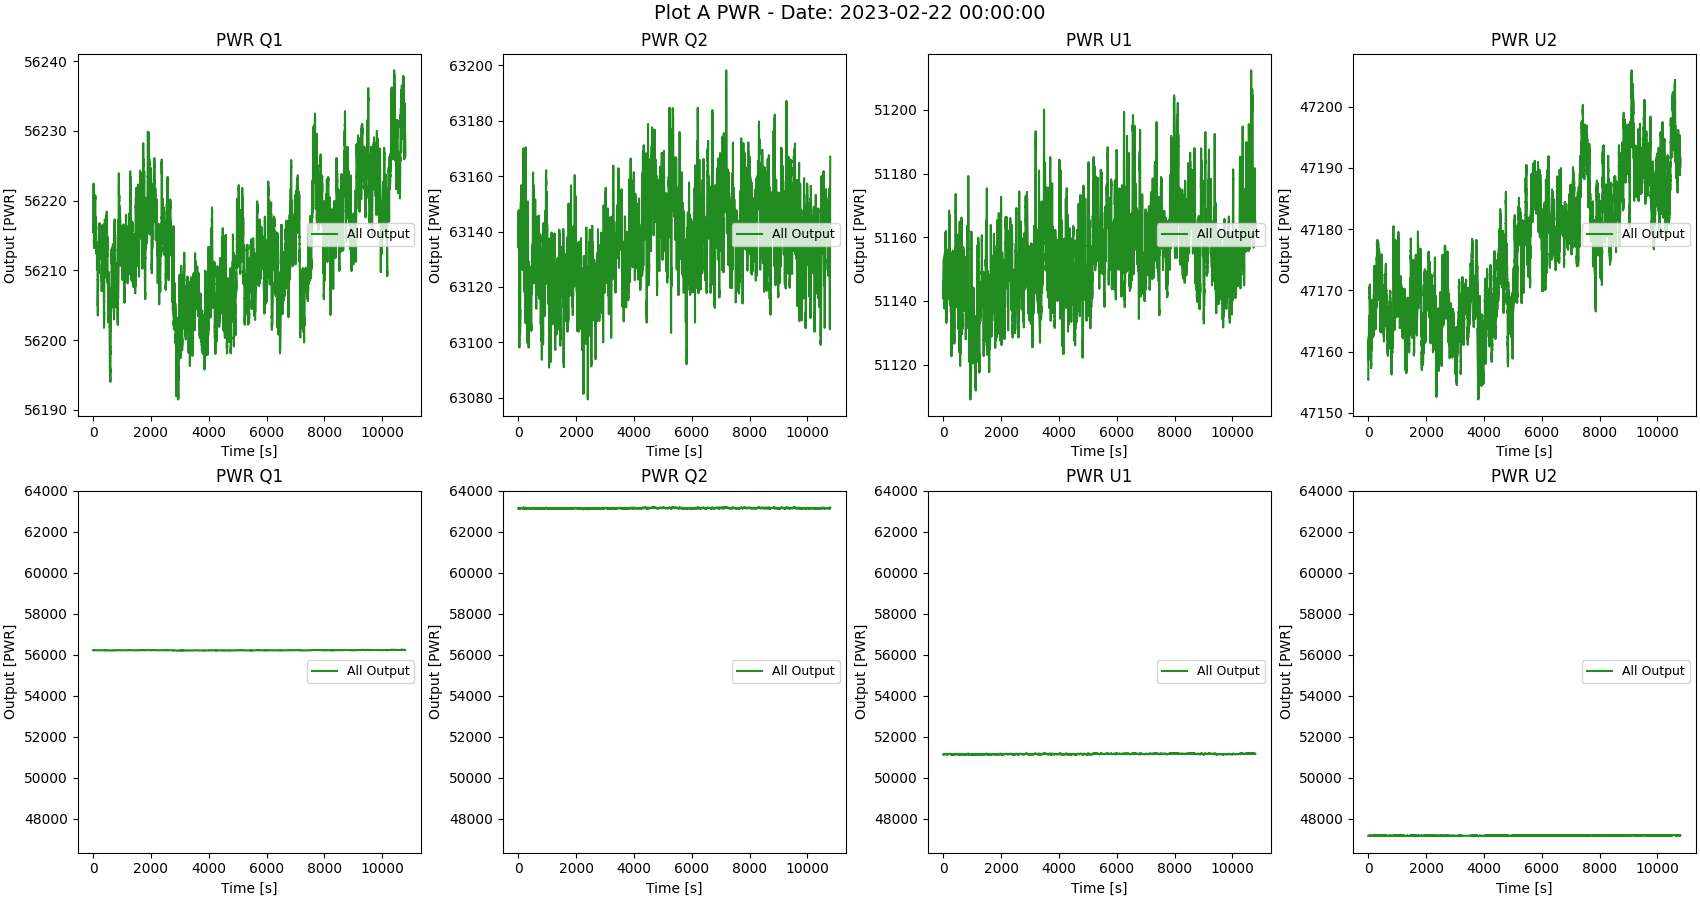 Plot A PWR - Date: 2023-02-22 00:00:00
PWR Q1
Output [PWR]
56240
56230
56220
56210
56200
56190
All Output
0 2000 4000 6000 8000 10000
Time [s]
PWR Q2
Output [PWR]
63200
63180
63160
63140
63120
63100
63080
All Output
0 2000 4000 6000 8000 10000
Time [s]
PWR U1
Output [PWR]
51200
51180
51160
51140
51120
All Output
0 2000 4000 6000 8000 10000
Time [s]
PWR U2
Output [PWR]
47200
47190
47180
47170
47160
47150
All Output
0 2000 4000 6000 8000 10000
Time [s]
PWR Q1
Output [PWR]
64000
62000
60000
58000
56000
54000
52000
50000
48000
All Output
0 2000 4000 6000 8000 10000
Time [s]
PWR Q2
Output [PWR]
64000
62000
60000
58000
56000
54000
52000
50000
48000
All Output
0 2000 4000 6000 8000 10000
Time [s]
PWR U1
Output [PWR]
64000
62000
60000
58000
56000
54000
52000
50000
48000
All Output
0 2000 4000 6000 8000 10000
Time [s]
PWR U2
Output [PWR]
64000
62000
60000
58000
56000
54000
52000
50000
48000
All Output
0 2000 4000 6000 8000 10000
Time [s]